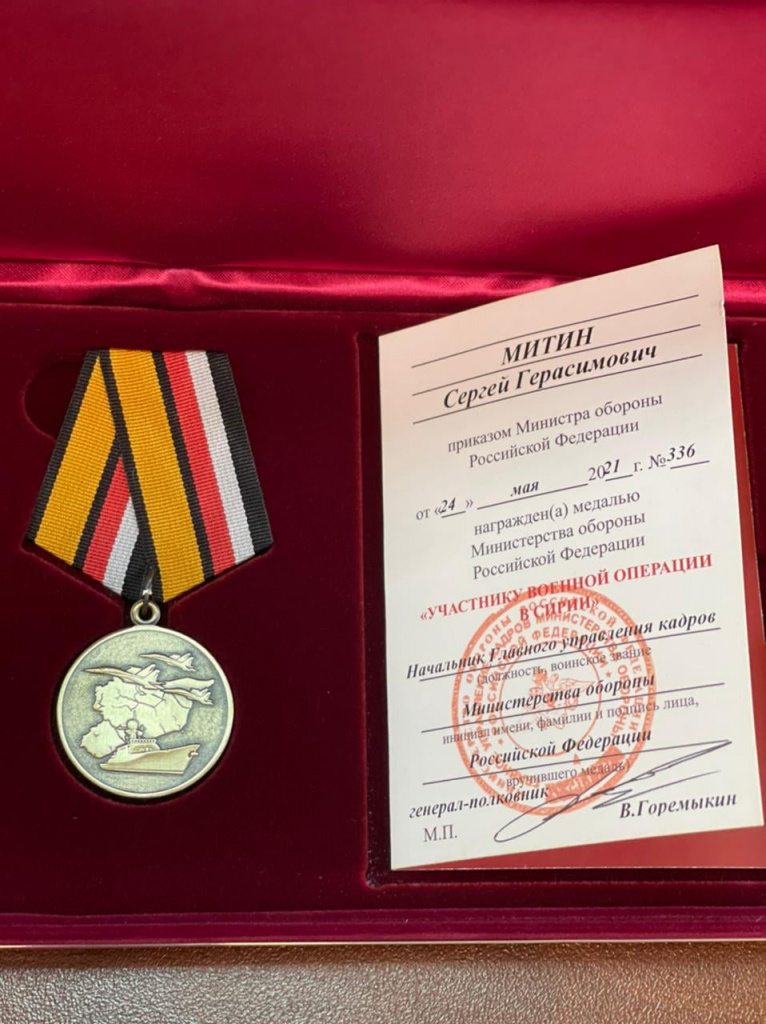 МИТИН
Сергей Герасимович
приказом Министра обороны
Российской Федерации
от «24» мая 2021 г. №336
награжден(а) медалью
Министерства обороны
Российской Федерации
«УЧАСТНИКУ ВОЕННОЙ ОПЕРАЦИИ
В СИРИИ»
Начальник Главного управления кадров
(должность, воинское звание
Министерства обороны
инициал имени, фамилии и подпись лица,
Российской Федерации
вручившего медаль)
генерал-полковник
В.Горемыкин
М.П.